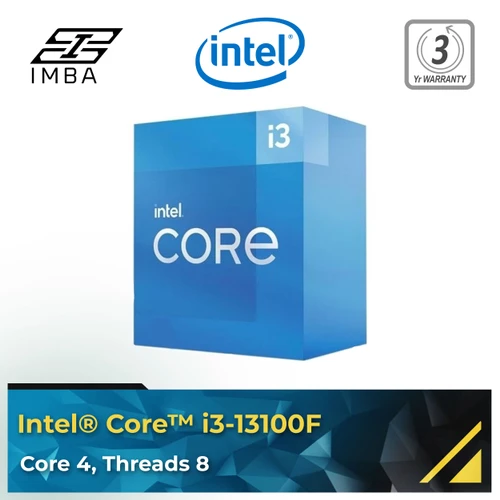 IMBA
intel
3
Yr WARRANTY
i3
intel
CORE
Intel® Core™ i3-13100F
Core 4, Threads 8